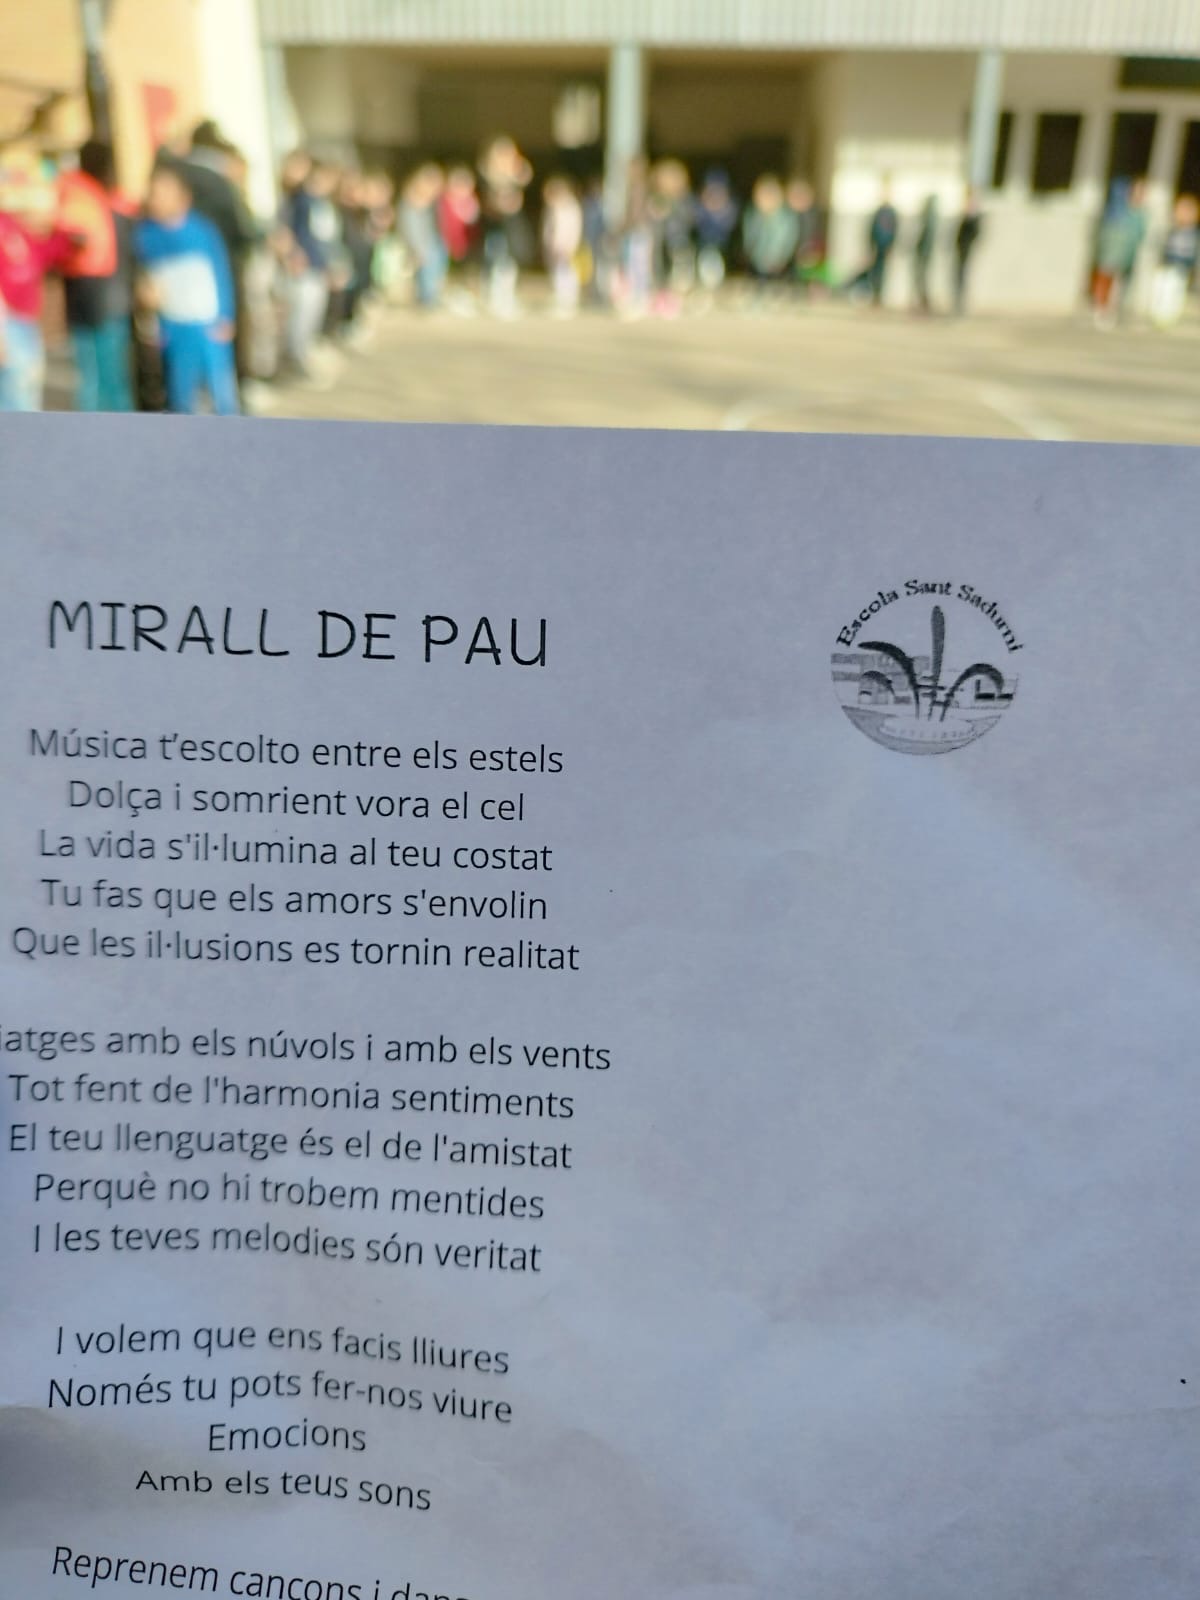 MIRALL DE PAU
Escola Sant Sadurní
Música t'escolto entre els estels
Dolça i somrient vora el cel
La vida s'il·lumina al teu costat
Tu fas que els amors s'envolin
Que les il·lusions es tornin realitat
iatges amb els núvols i amb els vents
Tot fent de l'harmonia sentiments
El teu llenguatge és el de l'amistat
Perquè no hi trobem mentides
I les teves melodies són veritat
I volem que ens facis lliures
Només tu pots fer-nos viure
Emocions
Amb els teus sons
Reprenem cançons i